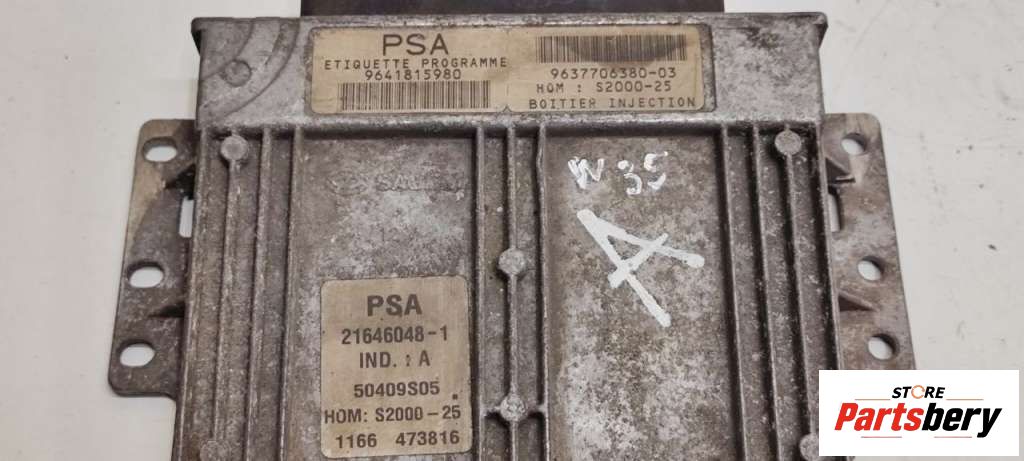 PSA
ETIQUETTE PROGRAMME
9641815980
9637706380-03
HOM : S2000-25
BOITIER INJECTION
W 35
A
PSA
21646048-1
IND. : A
50409S05
HOM: S2000-25
1166 473816
STORE
Partsbery